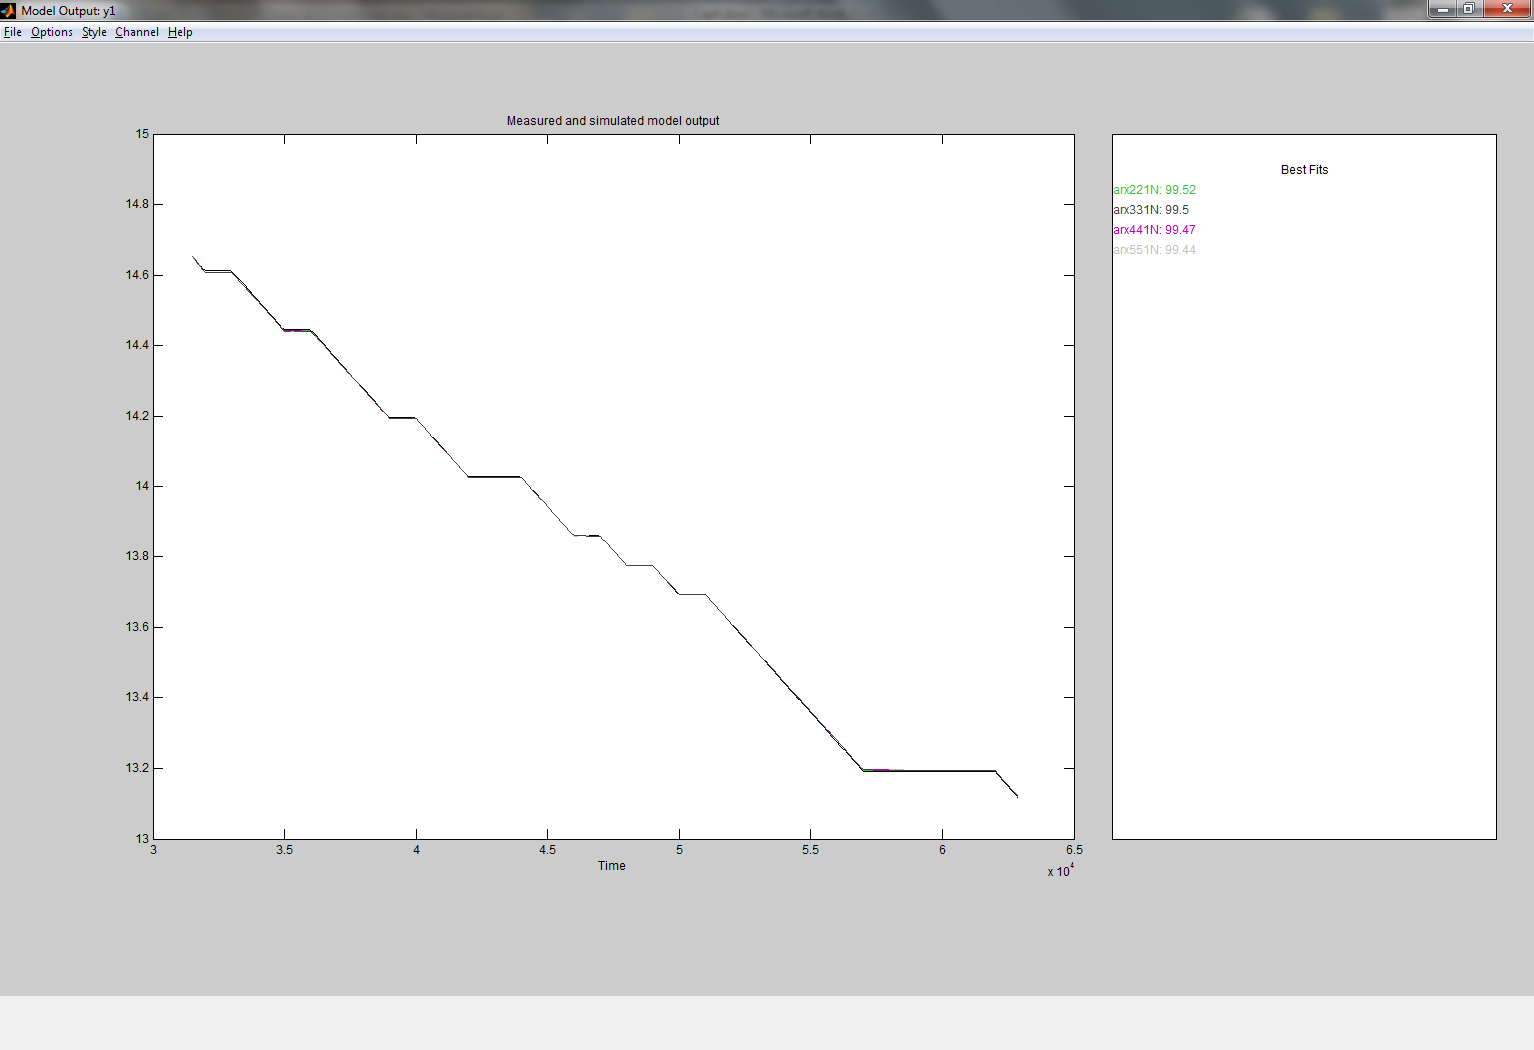 Model Output: y1
File Options Style Channel Help
Measured and simulated model output
15
14.8
14.6
14.4
14.2
14
13.8
13.6
13.4
13.2
13
3 3.5 4 4.5 5 5.5 6 6.5
Time
x 10^4
Best Fits
arx221N: 99.52
arx331N: 99.5
arx441N: 99.47
arx551N: 99.44